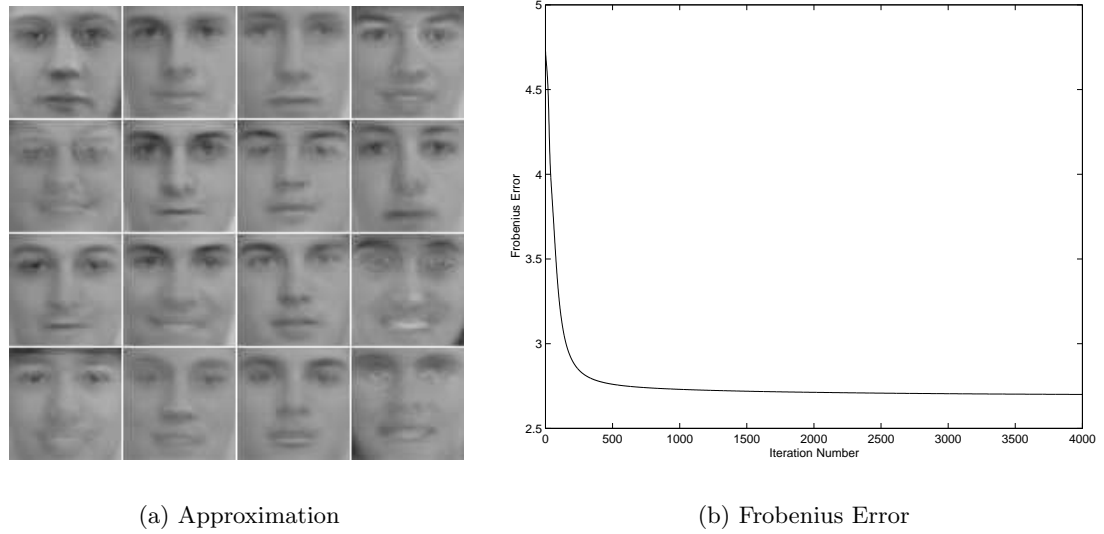 5
4.5
4
3.5
3
2.5
0 500 1000 1500 2000 2500 3000 3500 4000
Frobenius Error
Iteration Number
(a) Approximation
(b) Frobenius Error